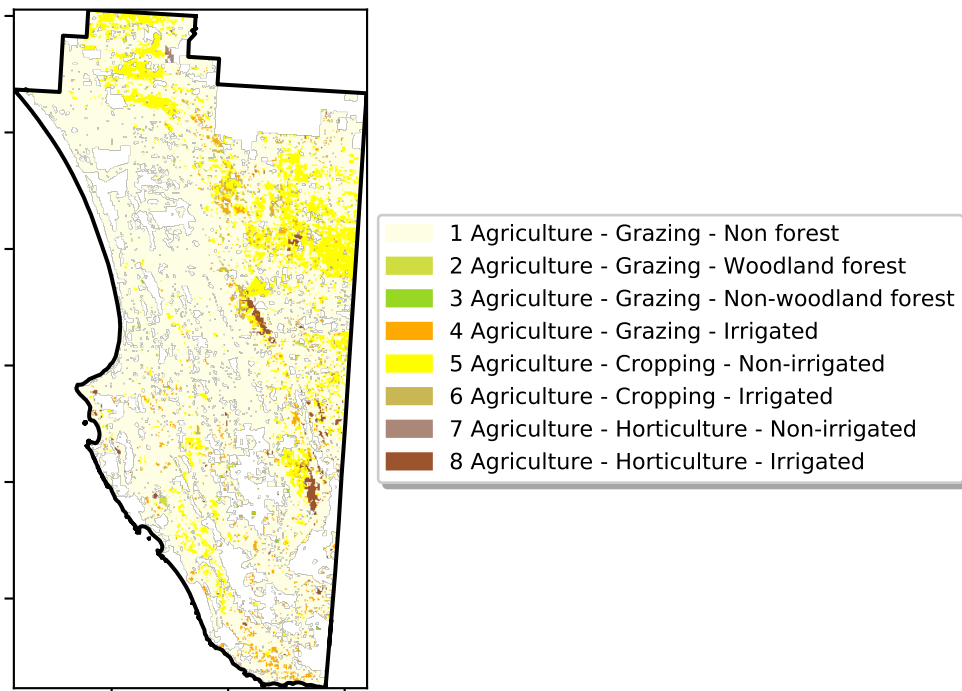 1 Agriculture - Grazing - Non forest
2 Agriculture - Grazing - Woodland forest
3 Agriculture - Grazing - Non-woodland forest
4 Agriculture - Grazing - Irrigated
5 Agriculture - Cropping - Non-irrigated
6 Agriculture - Cropping - Irrigated
7 Agriculture - Horticulture - Non-irrigated
8 Agriculture - Horticulture - Irrigated